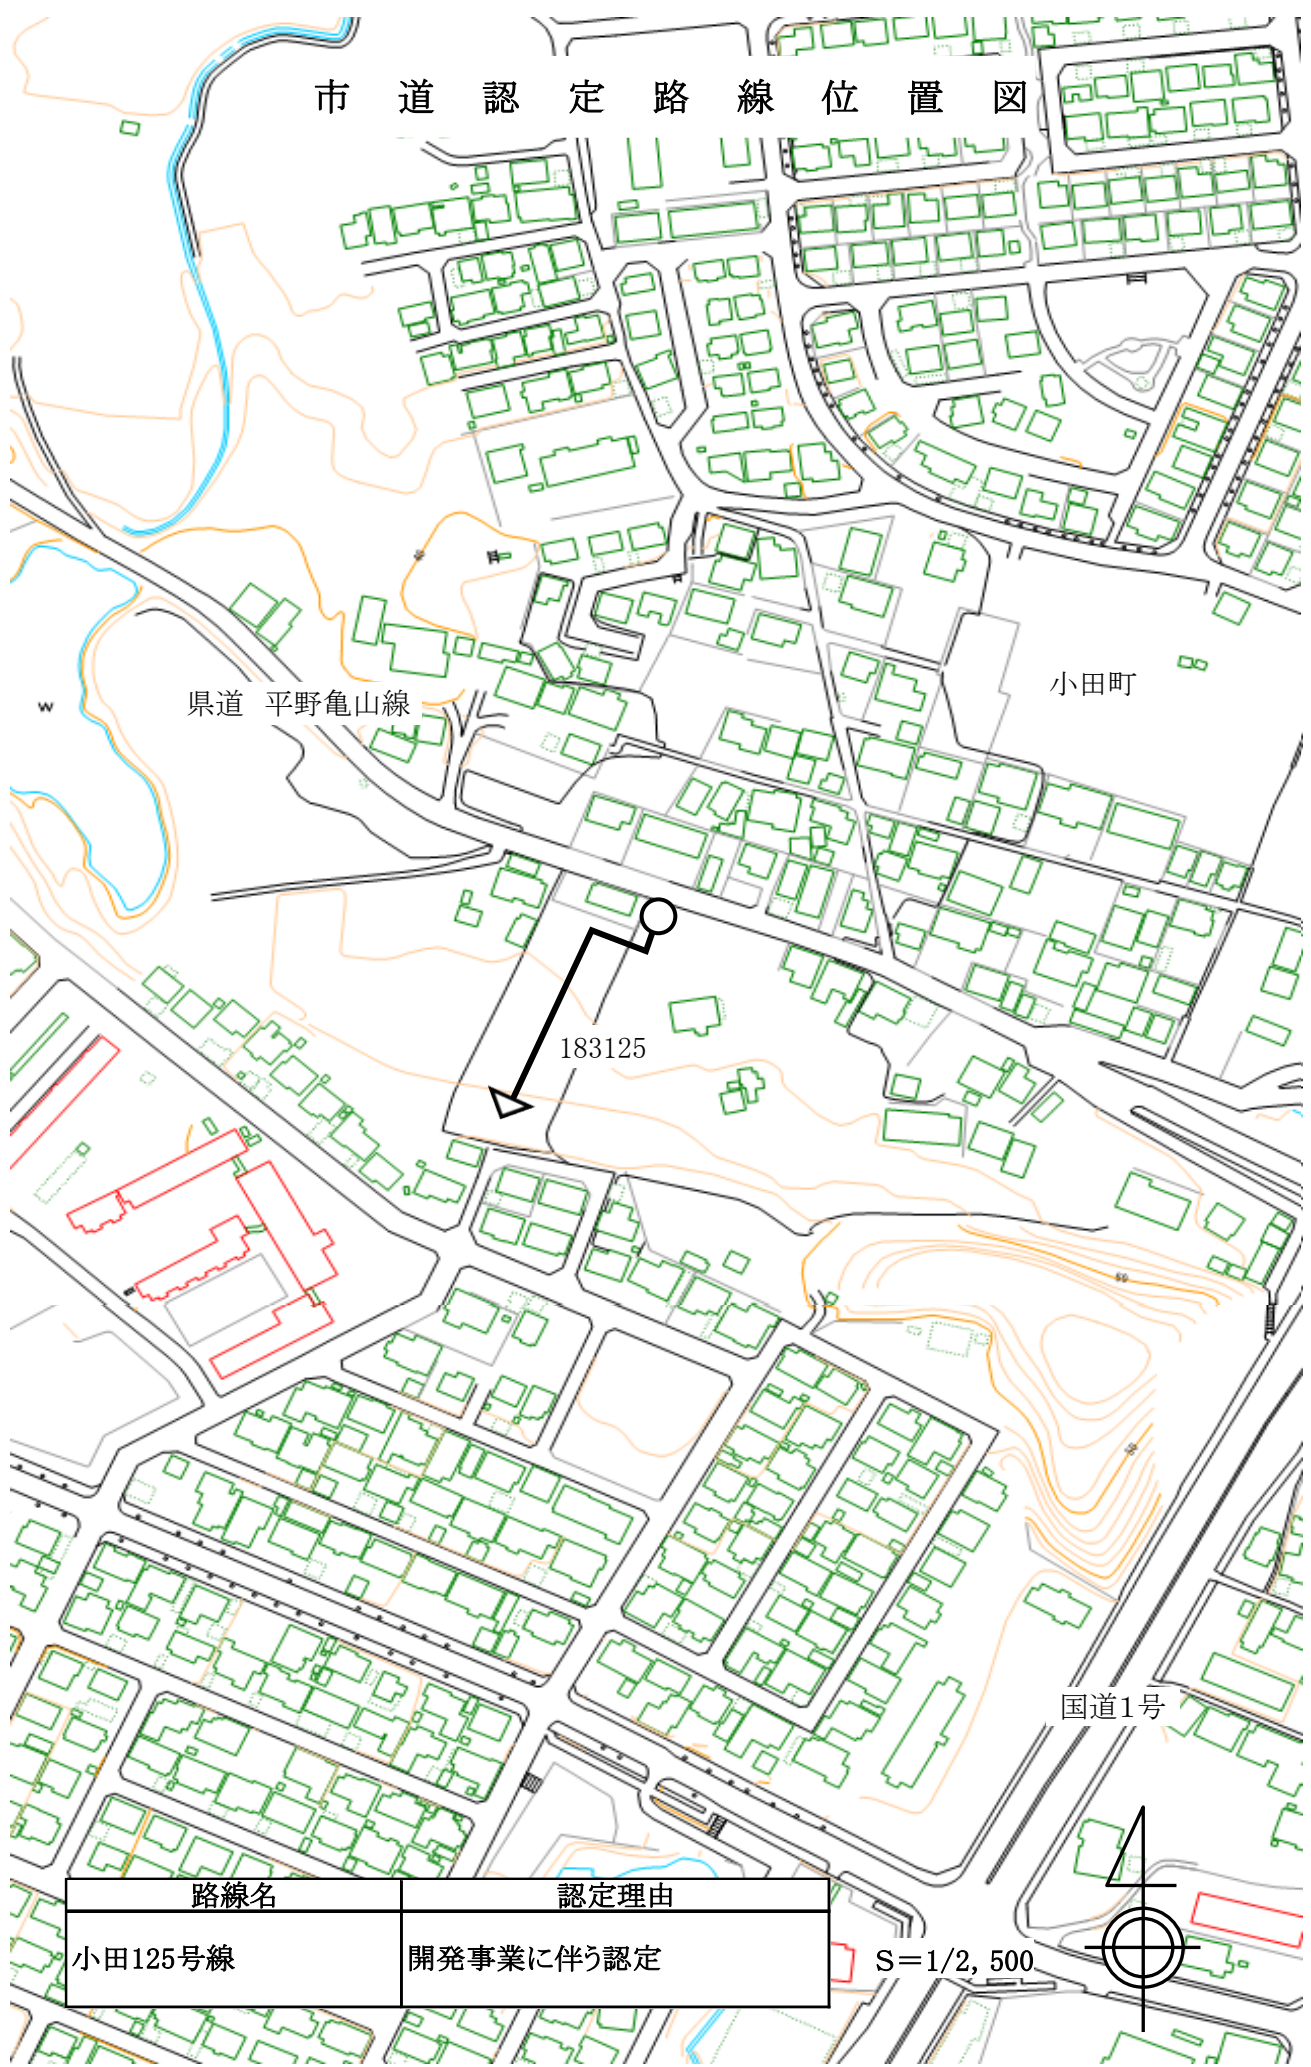 市道認定路線位置図
小田町
県道 平野亀山線
W
183125
国道1号
路線名 認定理由
小田125号線 開発事業に伴う認定
S=1/2,500